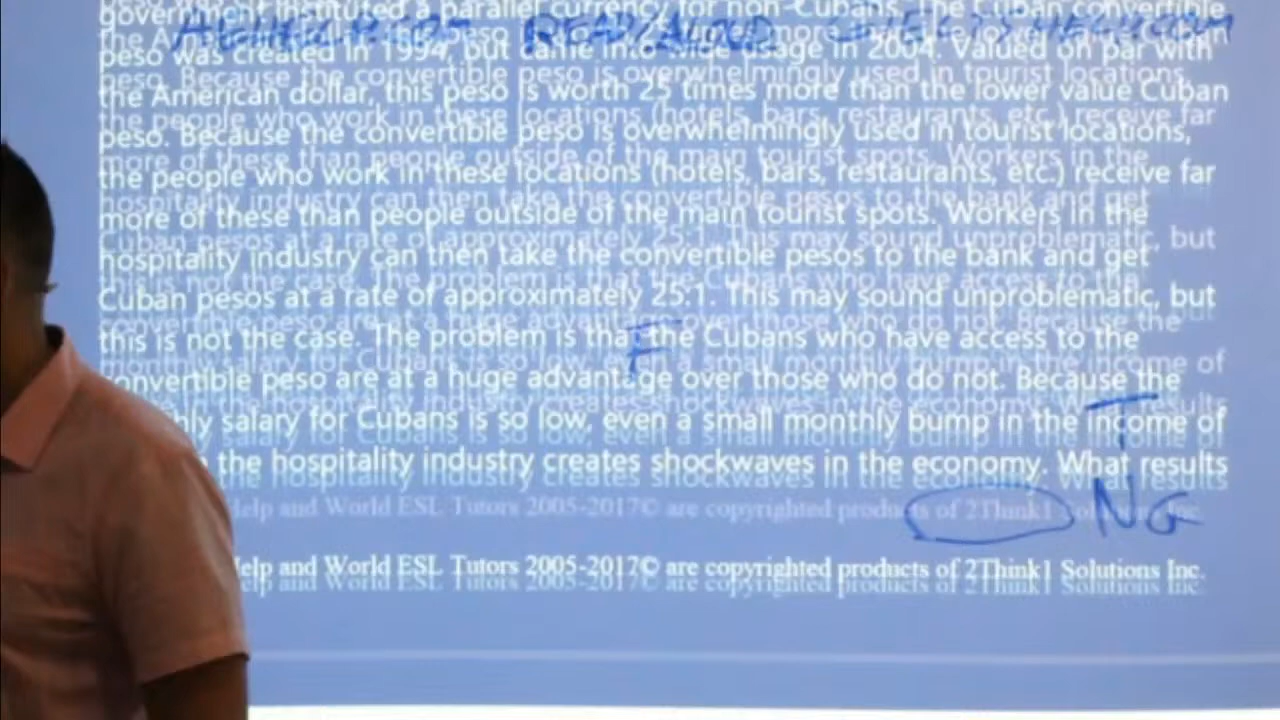 government instituted a parallel currency for non-Cubans. The Cuban convertible
peso was created in 1994, but came into wide usage in 2004. Valued on par with
the American dollar, this peso is worth 25 times more than the lower value Cuban
peso. Because the convertible peso is overwhelmingly used in tourist locations,
the people who work in these locations (hotels, bars, restaurants, etc.) receive far
more of these than people outside of the main tourist spots. Workers in the
hospitality industry can then take the convertible pesos to the bank and get
Cuban pesos at a rate of approximately 25:1. This may sound unproblematic, but
this is not the case. The problem is that the Cubans who have access to the
F
onvertible peso are at a huge advantage over those who do not. Because the
T
nly salary for Cubans is so low, even a small monthly bump in the income of
the hospitality industry creates shockwaves in the economy. What results
NG
elp and World ESL Tutors 2005-2017© are copyrighted products of 2Think1 Solutions Inc.